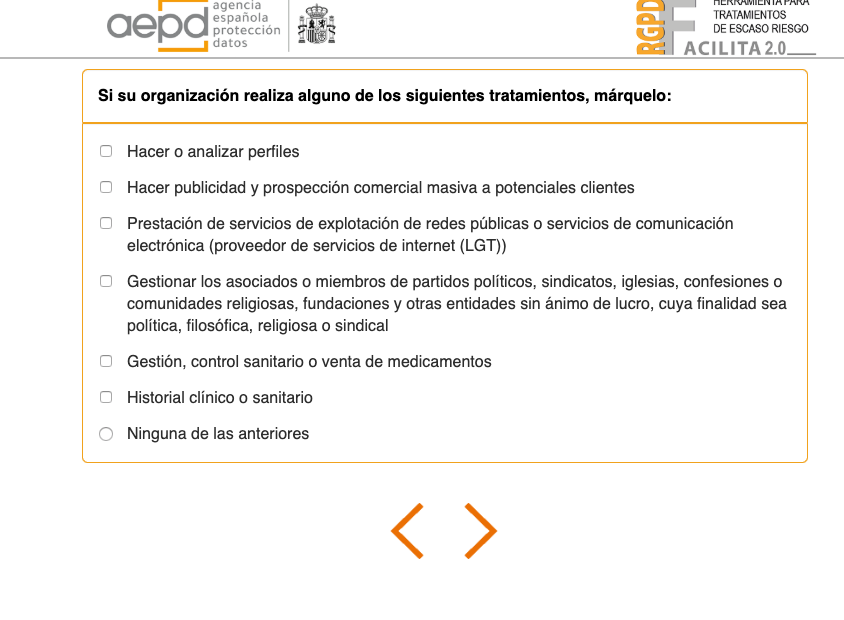 aepd
agencia
española
protección
datos
RGPD
HERRAMIENTA PARA
TRATAMIENTOS
DE ESCASO RIESGO
FACILITA 2.0
Si su organización realiza alguno de los siguientes tratamientos, márquelo:
Hacer o analizar perfiles
Hacer publicidad y prospección comercial masiva a potenciales clientes
Prestación de servicios de explotación de redes públicas o servicios de comunicación
electrónica (proveedor de servicios de internet (LGT))
Gestionar los asociados o miembros de partidos políticos, sindicatos, iglesias, confesiones o
comunidades religiosas, fundaciones y otras entidades sin ánimo de lucro, cuya finalidad sea
política, filosófica, religiosa o sindical
Gestión, control sanitario o venta de medicamentos
Historial clínico o sanitario
Ninguna de las anteriores